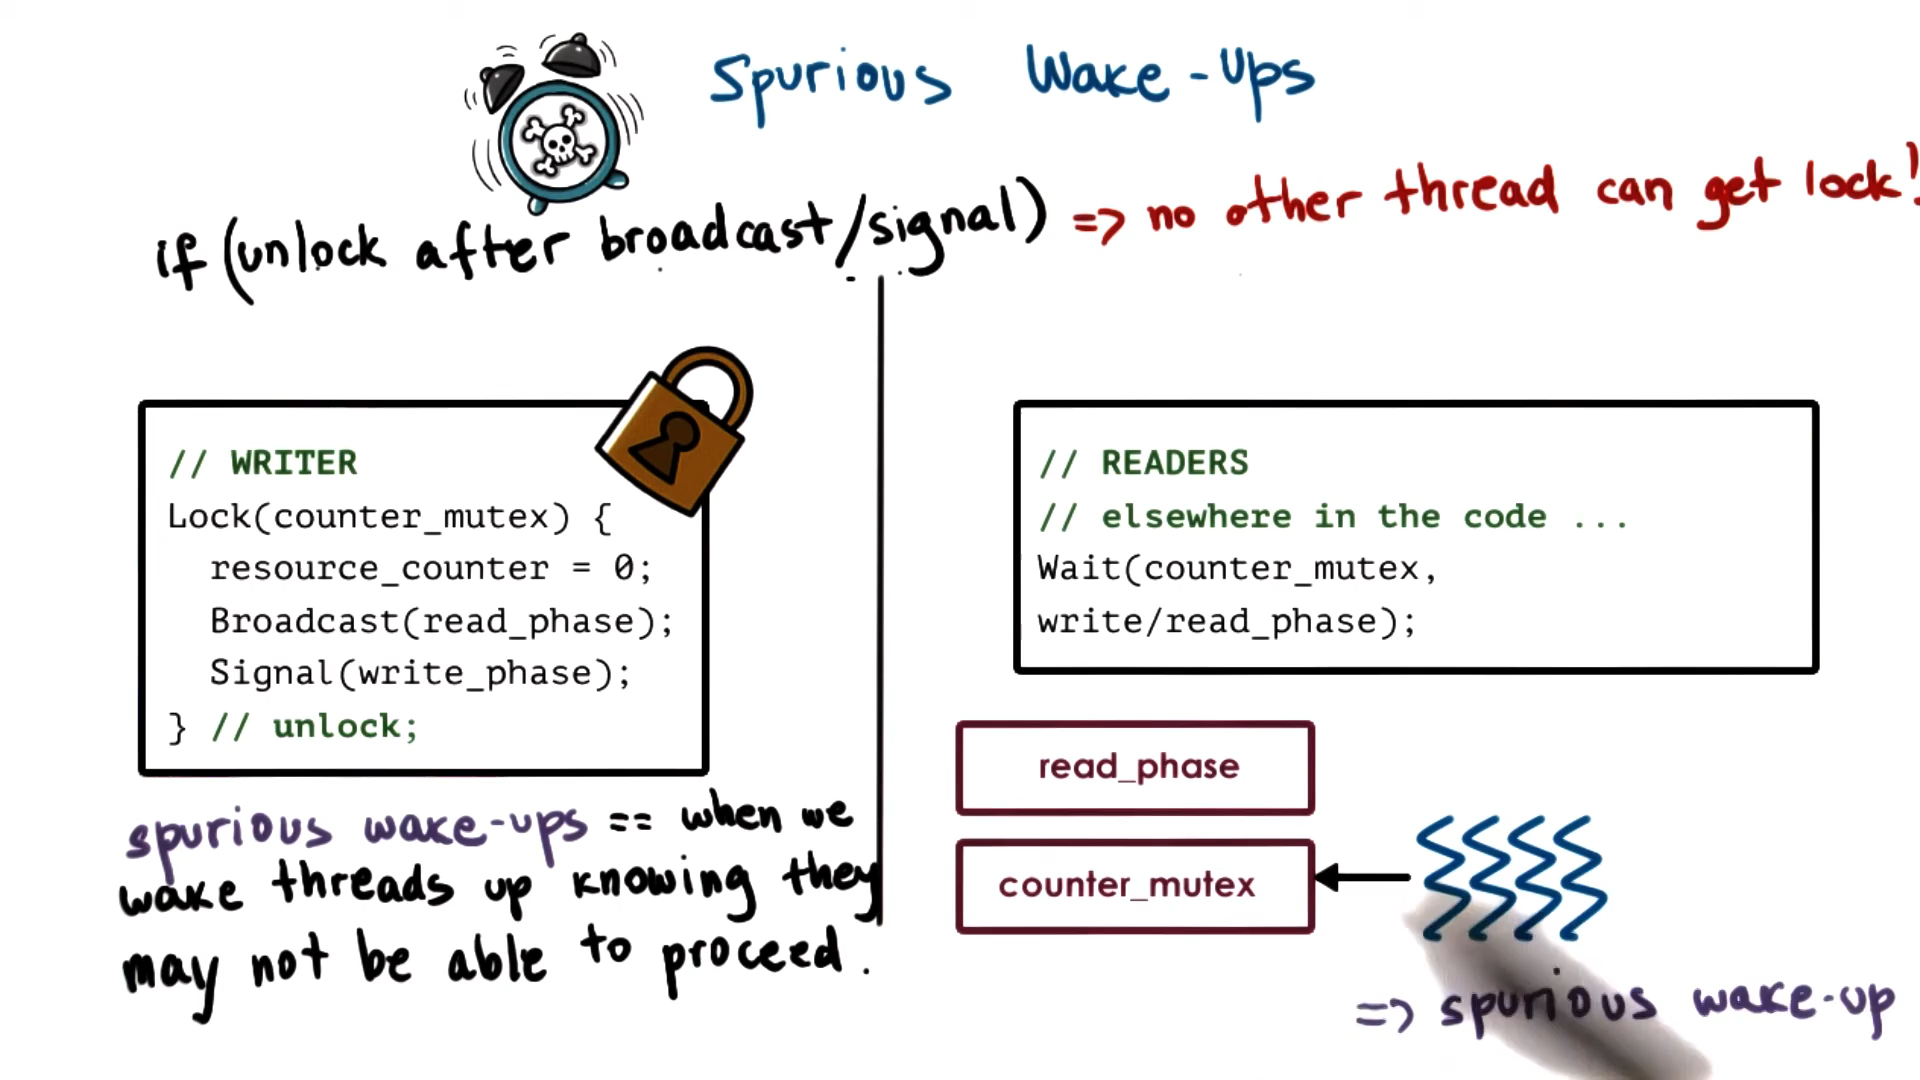 Spurious Wake-Ups
if (unlock after broadcast/signal) => no other thread can get lock!
// WRITER
Lock(counter_mutex) {
resource_counter = 0;
Broadcast(read_phase);
Signal(write_phase);
} // unlock;
// READERS
// elsewhere in the code ...
Wait(counter_mutex,
write/read_phase);
spurious wake-ups == when we
wake threads up knowing they
may not be able to proceed.
read_phase
counter_mutex
=> spurious wake-up